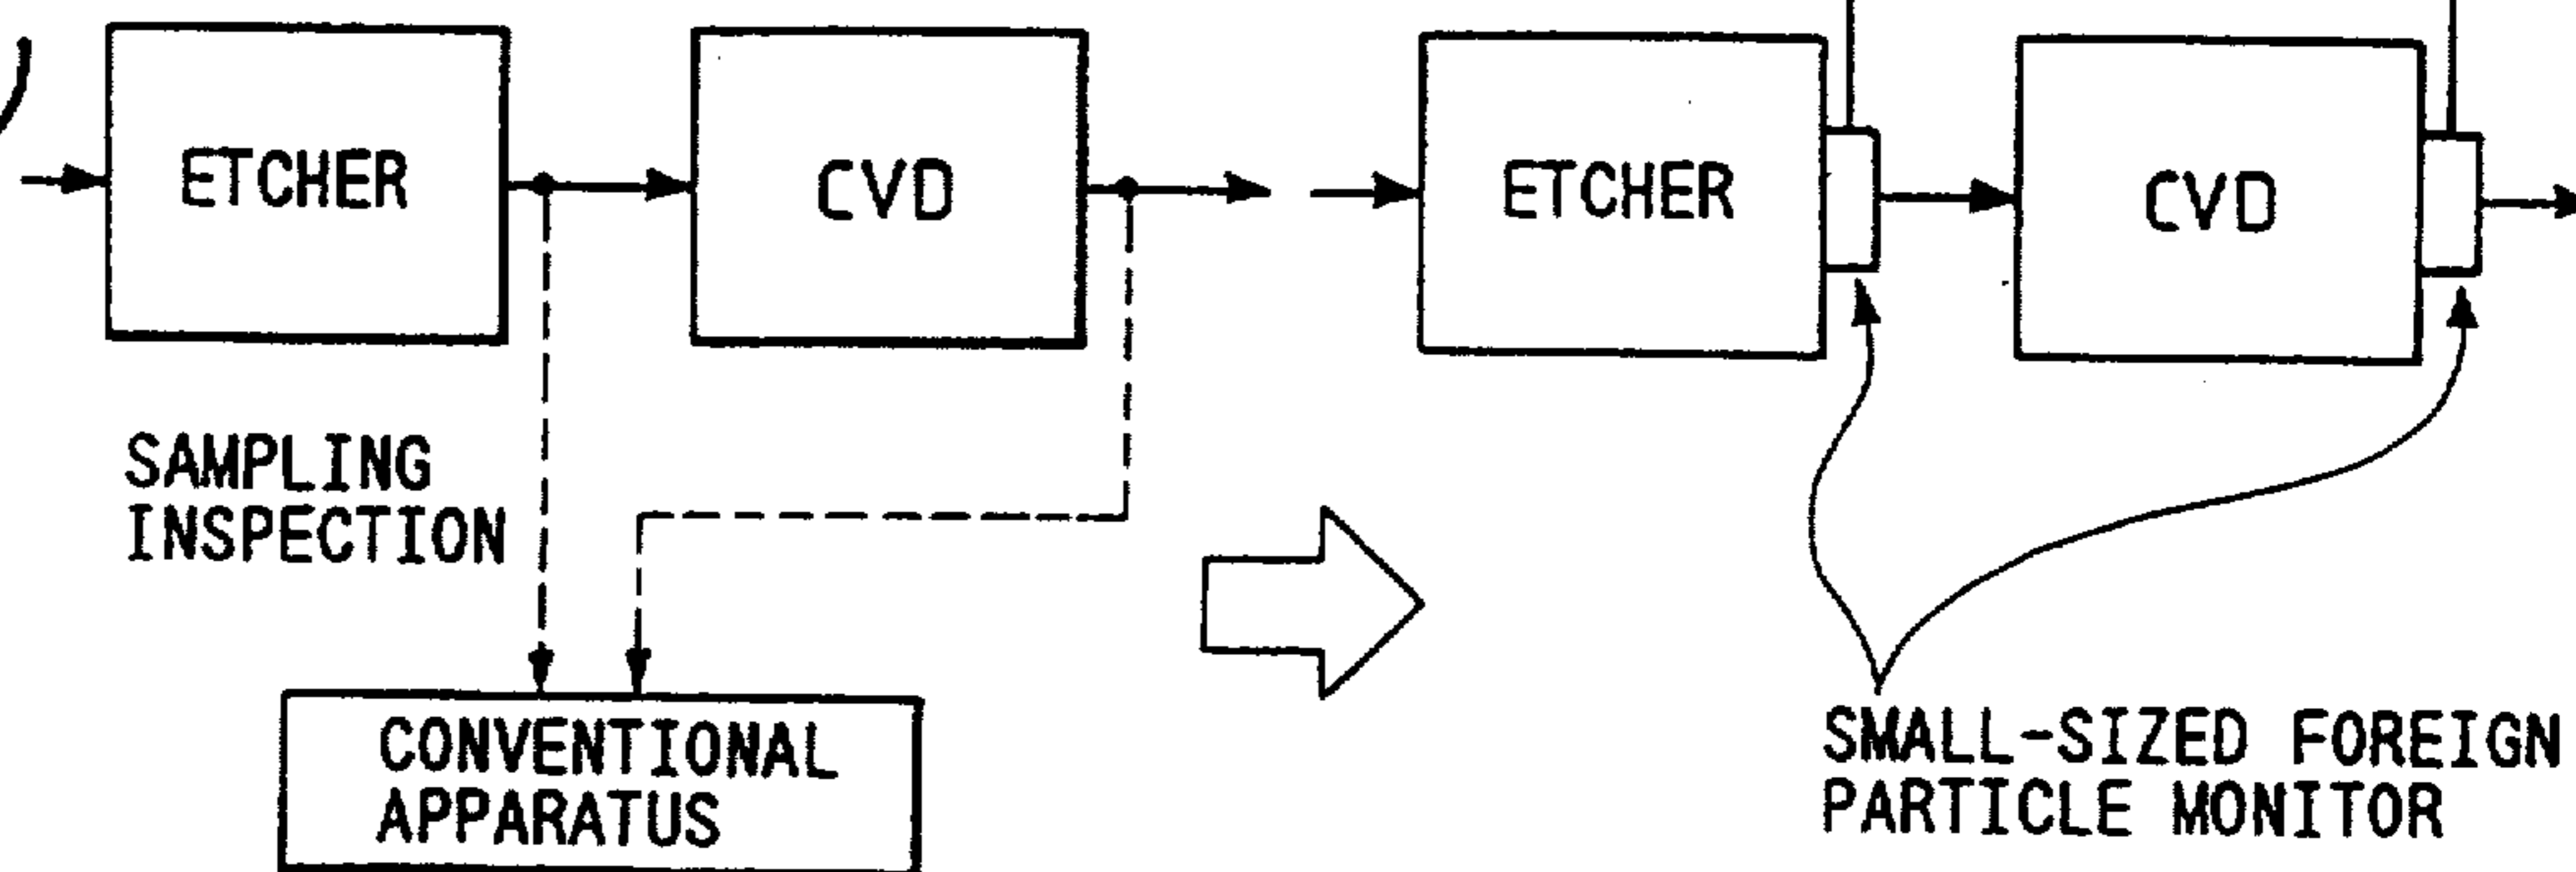 ETCHER
CVD
ETCHER
CVD
SAMPLING
INSPECTION
CONVENTIONAL
APPARATUS
SMALL-SIZED FOREIGN
PARTICLE MONITOR